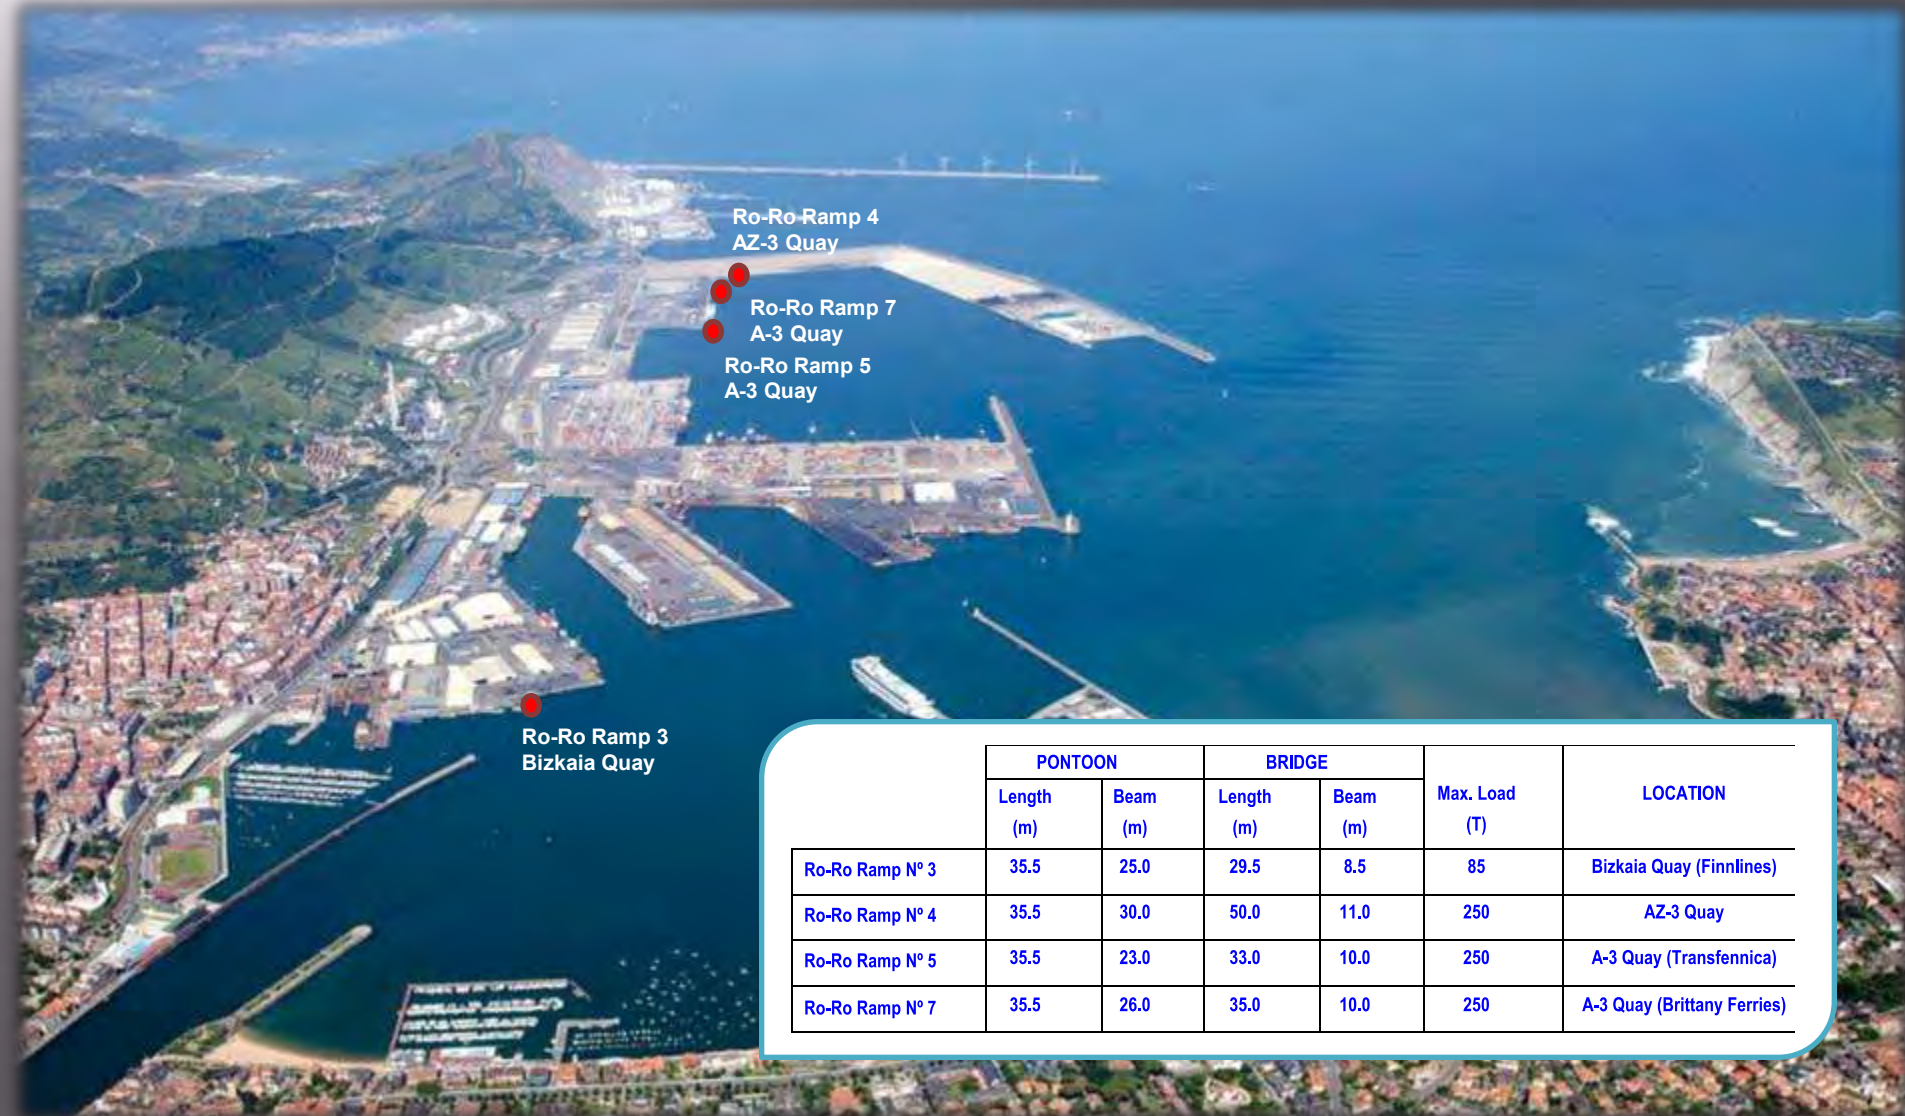 Ro-Ro Ramp 4
AZ-3 Quay
Ro-Ro Ramp 7
A-3 Quay
Ro-Ro Ramp 5
A-3 Quay
Ro-Ro Ramp 3
Bizkaia Quay
PONTOON BRIDGE
Length Beam Length Beam Max. Load LOCATION
(m) (m) (m) (m) (T)
Ro-Ro Ramp Nº 3 35.5 25.0 29.5 8.5 85 Bizkaia Quay (Finnlines)
Ro-Ro Ramp Nº 4 35.5 30.0 50.0 11.0 250 AZ-3 Quay
Ro-Ro Ramp Nº 5 35.5 23.0 33.0 10.0 250 A-3 Quay (Transfennica)
Ro-Ro Ramp Nº 7 35.5 26.0 35.0 10.0 250 A-3 Quay (Brittany Ferries)